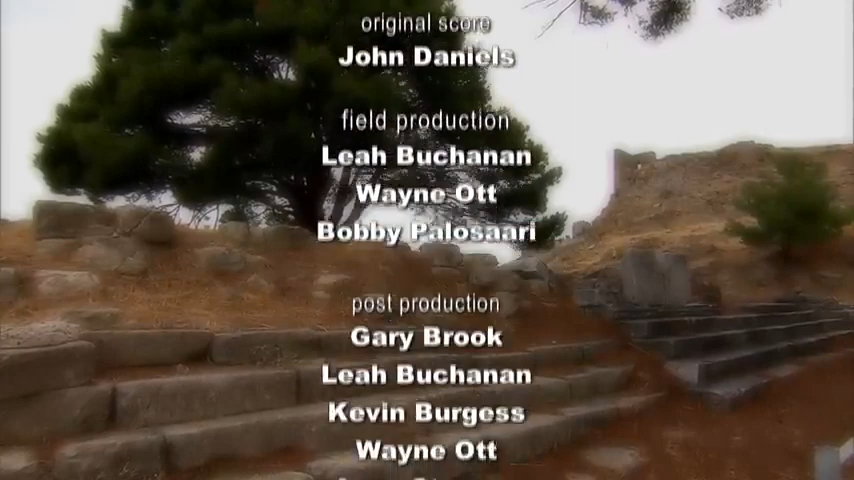 original score
John Daniels
field production
Leah Buchanan
Wayne Ott
Bobby Palosaari
post production
Gary Brook
Leah Buchanan
Kevin Burgess
Wayne Ott